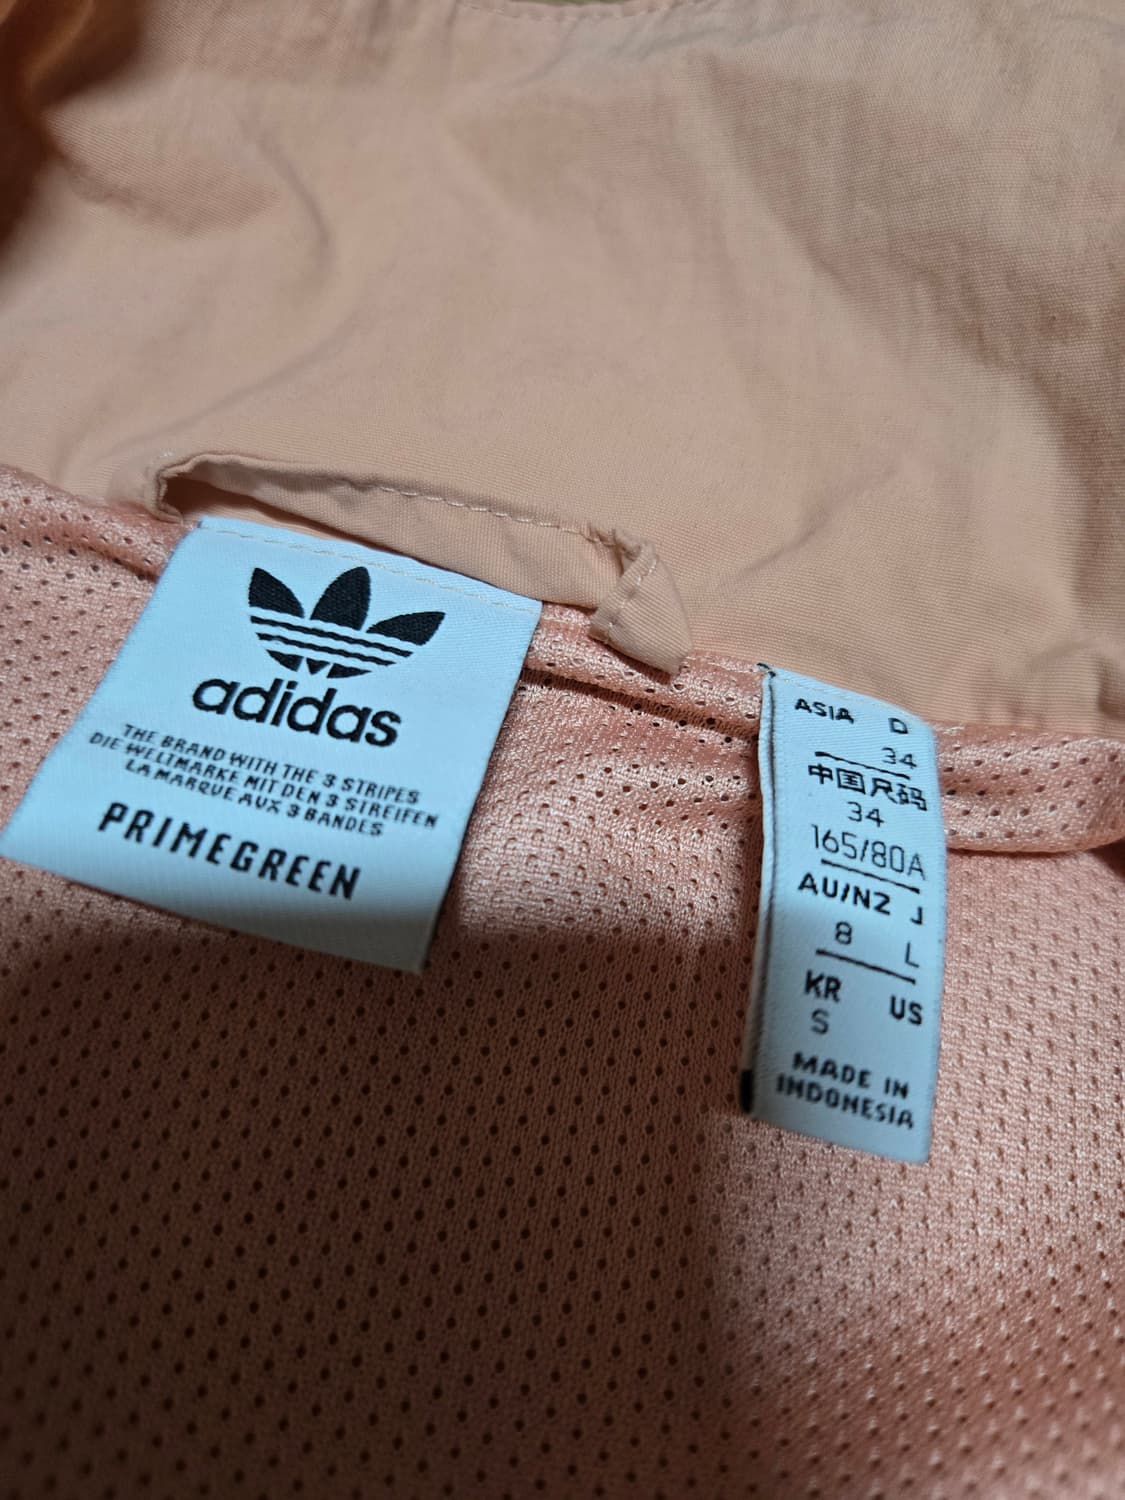 adidas
THE BRAND WITH THE 3 STRIPES
DIE WELTMARKE MIT DEN 3 STREIFEN
LA MARQUE AUX 3 BANDES
PRIMEGREEN
ASIA D
34
中国尺码
34
165/80A
AU/NZ J
8 L
KR US
S
MADE IN
INDONESIA